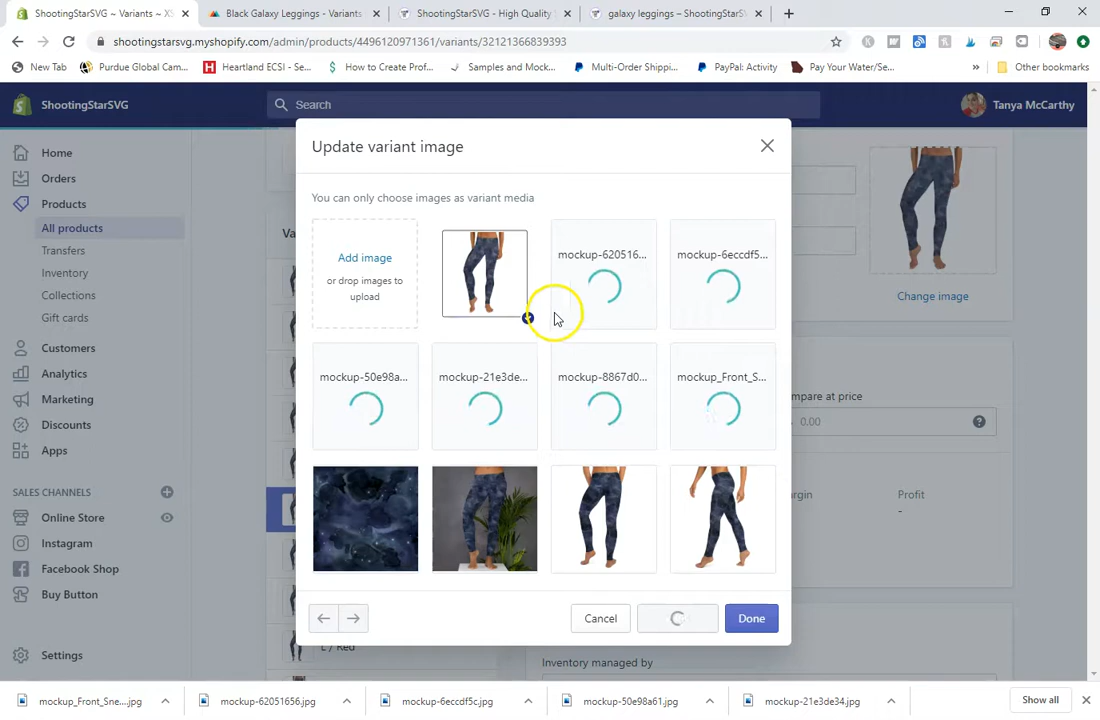 ShootingStarSVG ~ Variants ~ XS
Black Galaxy Leggings - Variants
ShootingStarSVG - High Quality
galaxy leggings – ShootingStarSV
shootingstarsvg.myshopify.com/admin/products/4496120971361/variants/32121366839393
New Tab
Purdue Global Cam...
Heartland ECSI - Se...
How to Create Prof...
Samples and Mock...
Multi-Order Shippi...
PayPal: Activity
Pay Your Water/Se...
»
Other bookmarks
ShootingStarSVG
Search
Tanya McCarthy
Home
Orders
Products
All products
Transfers
Inventory
Collections
Gift cards
Customers
Analytics
Marketing
Discounts
Apps
SALES CHANNELS
Online Store
Instagram
Facebook Shop
Buy Button
Settings
Va
Update variant image
You can only choose images as variant media
Add image
or drop images to
upload
mockup-620516...
mockup-6eccdf5...
mockup-50e98a...
mockup-21e3de...
mockup-8867d0...
mockup_Front_S...
Cancel
Done
Change image
mpare at price
0.00
rgin
Profit
-
L / Red
Inventory managed by
mockup_Front_Sne....jpg
mockup-62051656.jpg
mockup-6eccdf5c.jpg
mockup-50e98a61.jpg
mockup-21e3de34.jpg
Show all